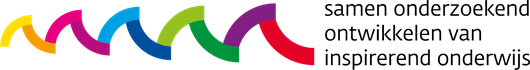 samen onderzoekend
ontwikkelen van
inspirerend onderwijs